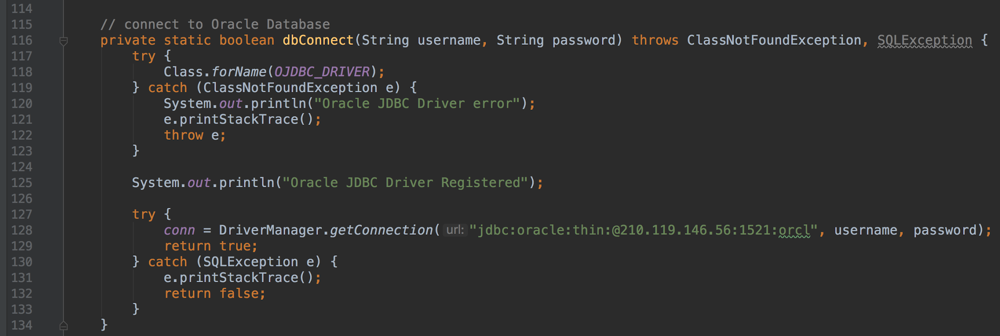 114
115 // connect to Oracle Database
116 private static boolean dbConnect(String username, String password) throws ClassNotFoundException, SQLException {
117 try {
118 Class.forName(OJDBC_DRIVER);
119 } catch (ClassNotFoundException e) {
120 System.out.println("Oracle JDBC Driver error");
121 e.printStackTrace();
122 throw e;
123 }
124
125 System.out.println("Oracle JDBC Driver Registered");
126
127 try {
128 conn = DriverManager.getConnection( url: "jdbc:oracle:thin:@210.119.146.56:1521:orcl", username, password);
129 return true;
130 } catch (SQLException e) {
131 e.printStackTrace();
132 return false;
133 }
134 }